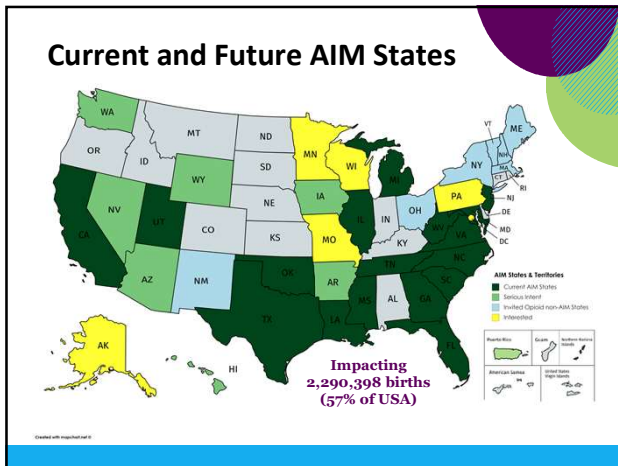 Current and Future AIM States
WA
MT
ND
MN
VT
ME
OR
ID
SD
WI
NH
NY
MA
WY
MI
CT
RI
NE
IA
PA
NJ
NV
UT
IL
IN
OH
DE
CA
CO
KS
MO
KY
WV
VA
MD
DC
TN
NC
AZ
NM
OK
AR
SC
TX
LA
MS
AL
GA
FL
AK
HI
AIM States & Territories
Current AIM States
Serious Intent
Invited Opioid non-AIM States
Interested
Puerto Rico
Guam
Northern Mariana
Islands
American Samoa
United States
Virgin Islands
Impacting
2,290,398 births
(57% of USA)
Created with mapchart.net ©